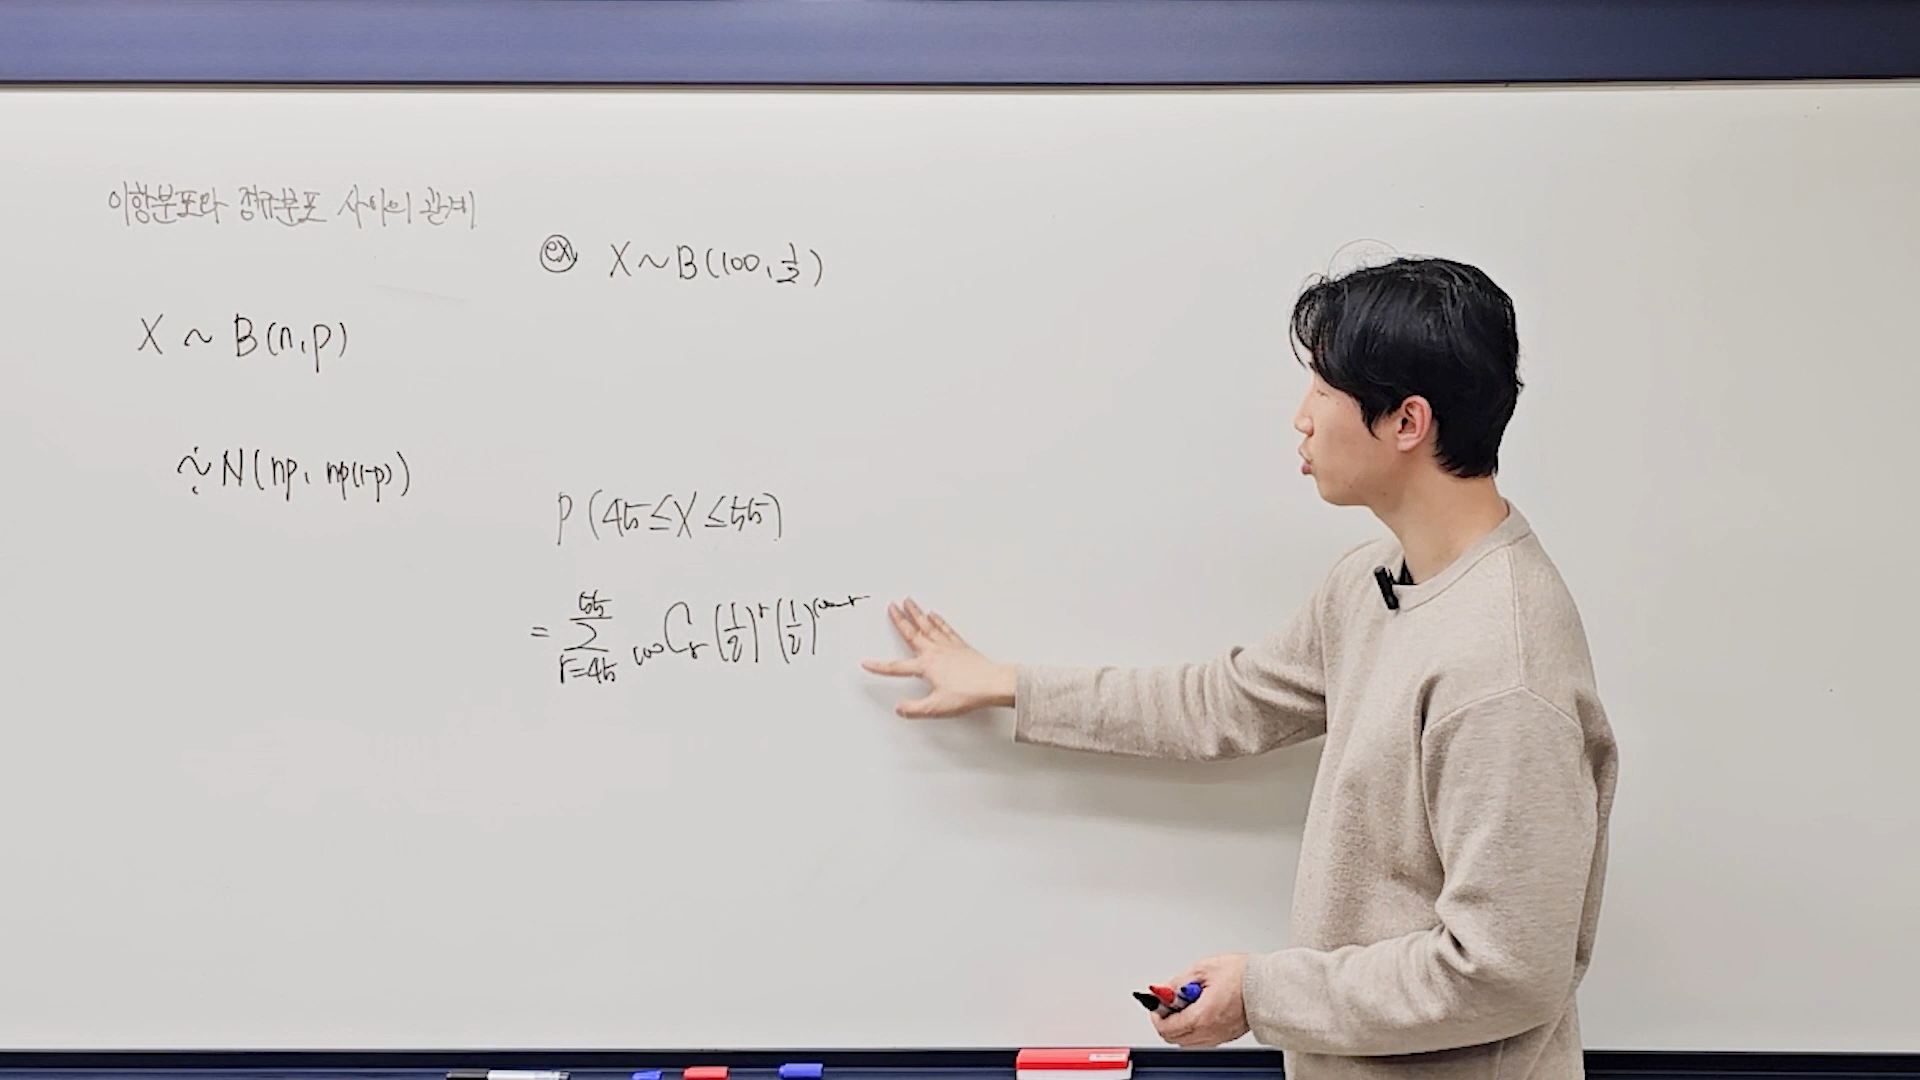 이항분포와 정규분포 사이의 관계
X ~ B(n, p)
~̇ N(np, np(1-p))
ex X ~ B(100, 1/2)
P(45 ≤ X ≤ 55)
= Σ_{r=45}^{55} ₁₀₀C_r (1/2)^r (1/2)^{100-r}